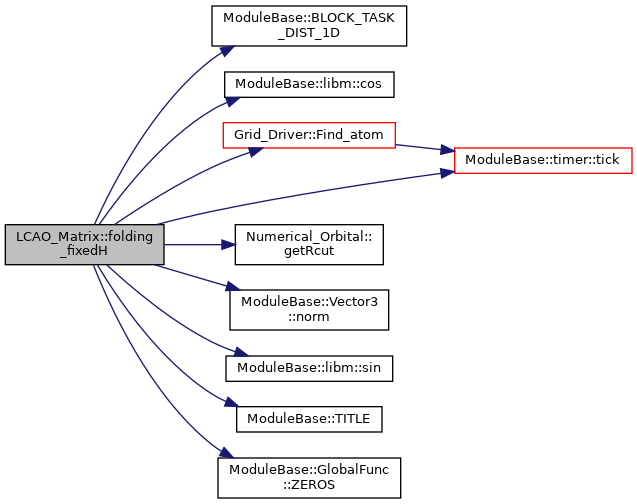 ModuleBase::BLOCK_TASK
_DIST_1D
ModuleBase::libm::cos
Grid_Driver::Find_atom
ModuleBase::timer::tick
LCAO_Matrix::folding
_fixedH
Numerical_Orbital::
getRcut
ModuleBase::Vector3
::norm
ModuleBase::libm::sin
ModuleBase::TITLE
ModuleBase::GlobalFunc
::ZEROS